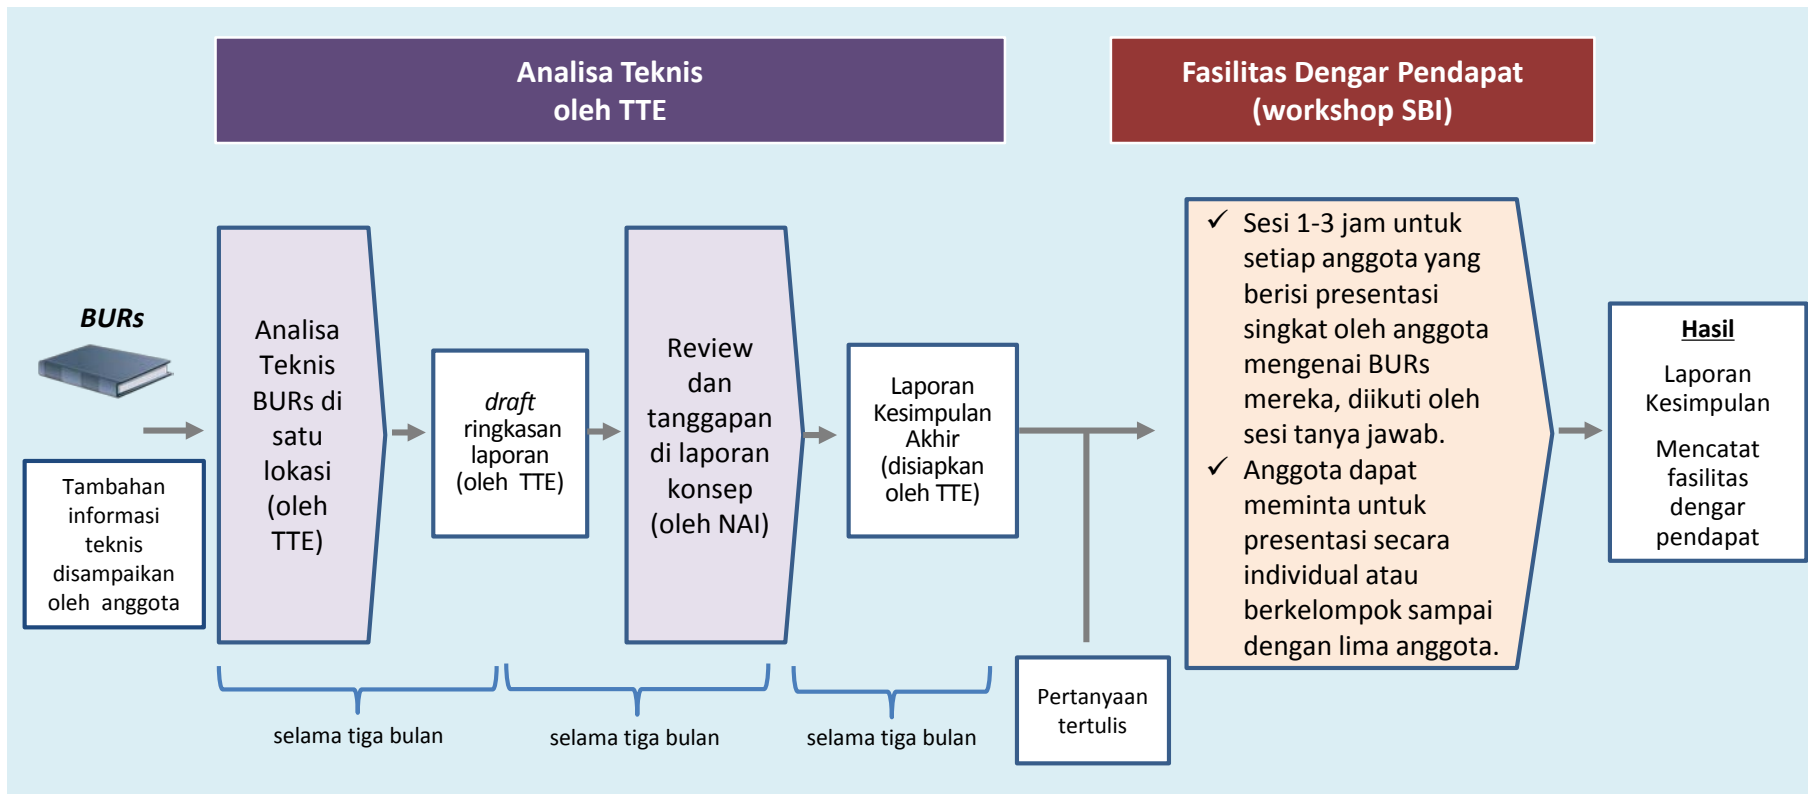 Analisa Teknis
oleh TTE
Fasilitas Dengar Pendapat
(workshop SBI)
BURs
Tambahan
informasi
teknis
disampaikan
oleh anggota
Analisa
Teknis
BURs di
satu
lokasi
(oleh
TTE)
draft
ringkasan
laporan
(oleh TTE)
Review
dan
tanggapan
di laporan
konsep
(oleh NAI)
Laporan
Kesimpulan
Akhir
(disiapkan
oleh TTE)
✓ Sesi 1-3 jam untuk
setiap anggota yang
berisi presentasi
singkat oleh anggota
mengenai BURs
mereka, diikuti oleh
sesi tanya jawab.
✓ Anggota dapat
meminta untuk
presentasi secara
individual atau
berkelompok sampai
dengan lima anggota.
Hasil
Laporan
Kesimpulan
Mencatat
fasilitas
dengar
pendapat
selama tiga bulan
selama tiga bulan
selama tiga bulan
Pertanyaan
tertulis